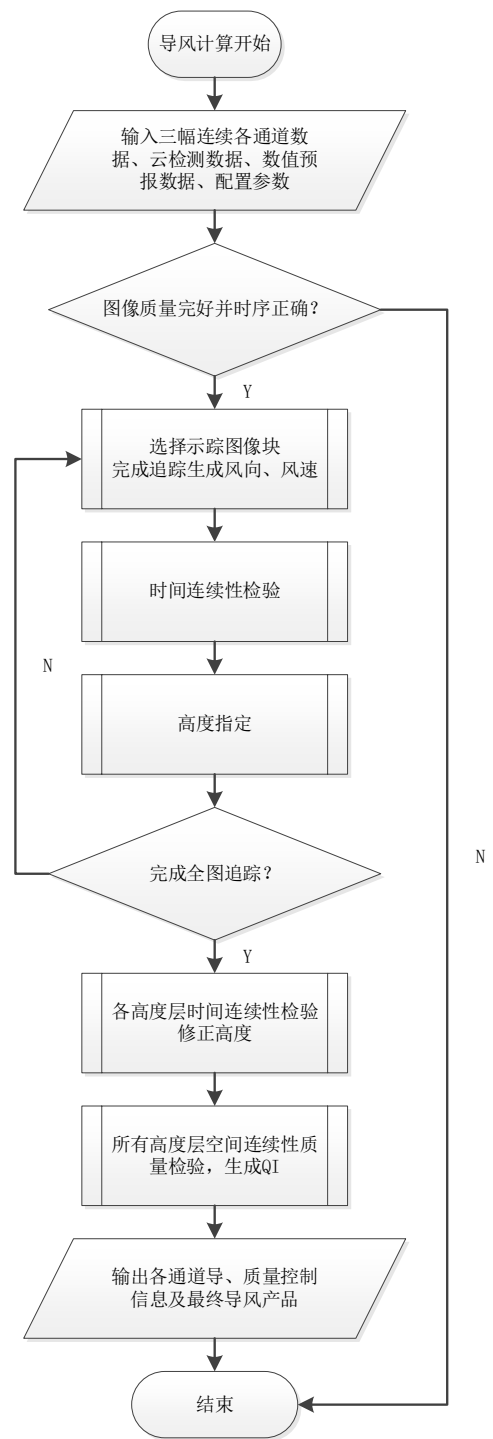 导风计算开始
输入三幅连续各通道数
据、云检测数据、数值预
报数据、配置参数
图像质量完好并时序正确?
Y
选择示踪图像块
完成追踪生成风向、风速
时间连续性检验
N
高度指定
完成全图追踪?
N
Y
各高度层时间连续性检验
修正高度
所有高度层空间连续性质
量检验，生成QI
输出各通道导、质量控制
信息及最终导风产品
结束